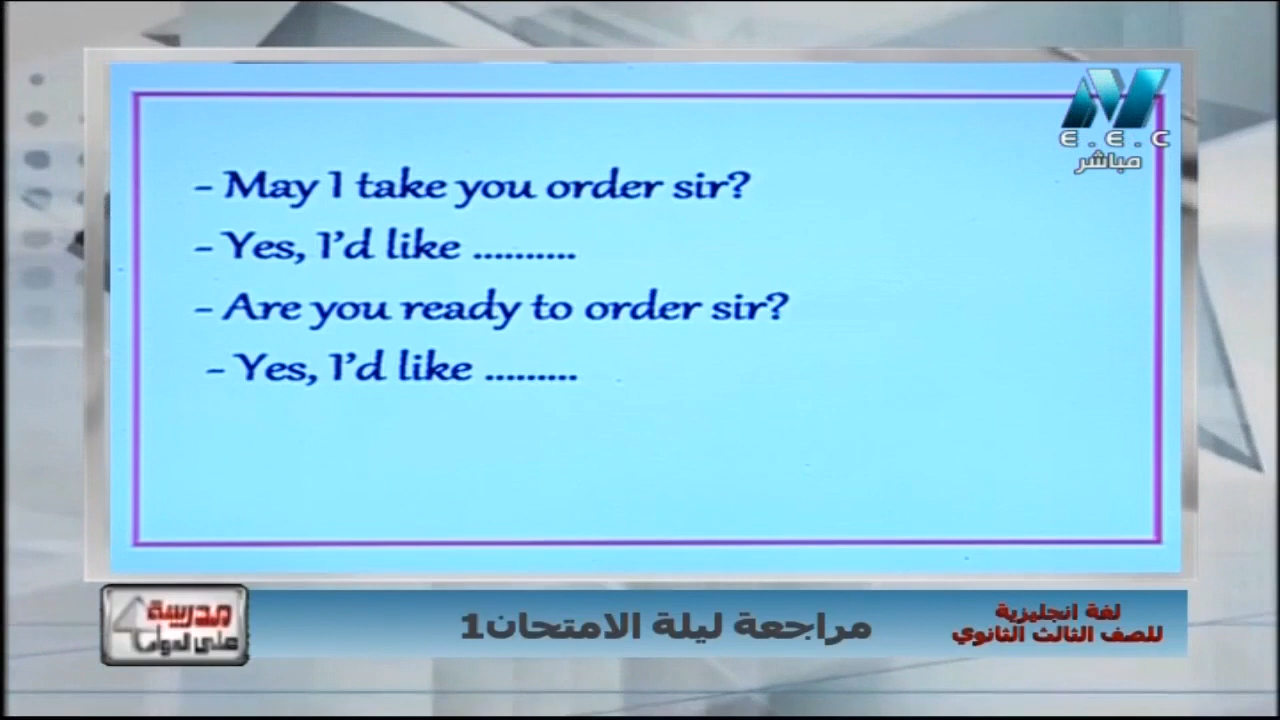 - May I take you order sir?
- Yes, I'd like ..........
- Are you ready to order sir?
- Yes, I'd like .........
E . E . C
مباشر
لغة انجليزية
للصف الثالث الثانوي
مراجعة ليلة الامتحان1
مدرسة
على الهواء